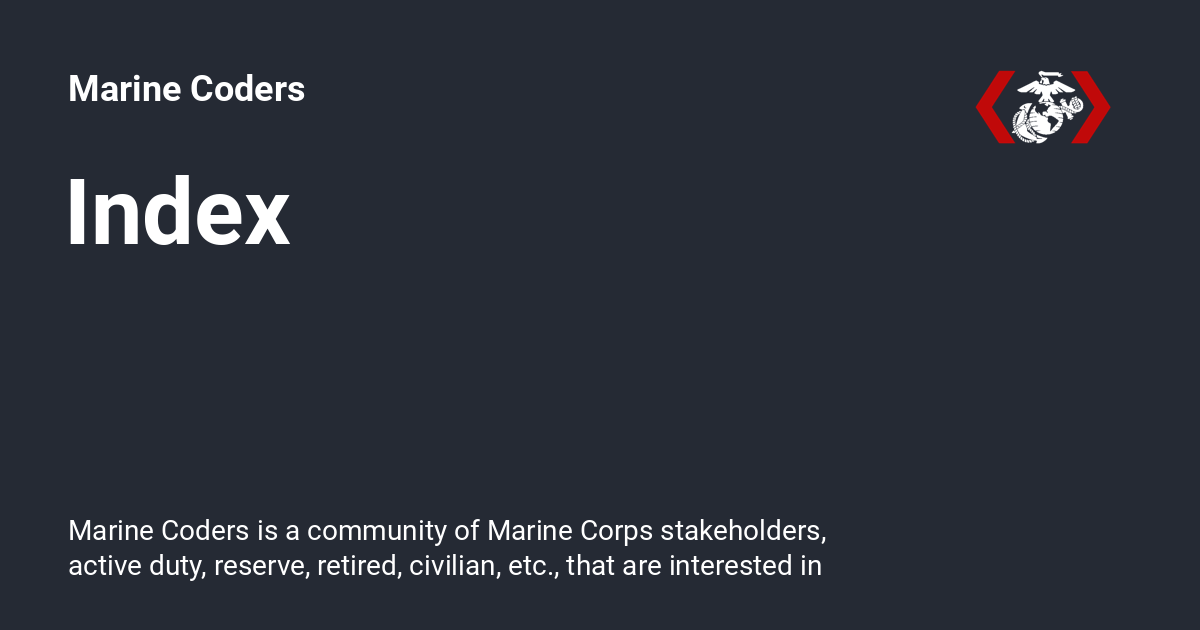 Marine Coders
Index
Marine Coders is a community of Marine Corps stakeholders,
active duty, reserve, retired, civilian, etc., that are interested in